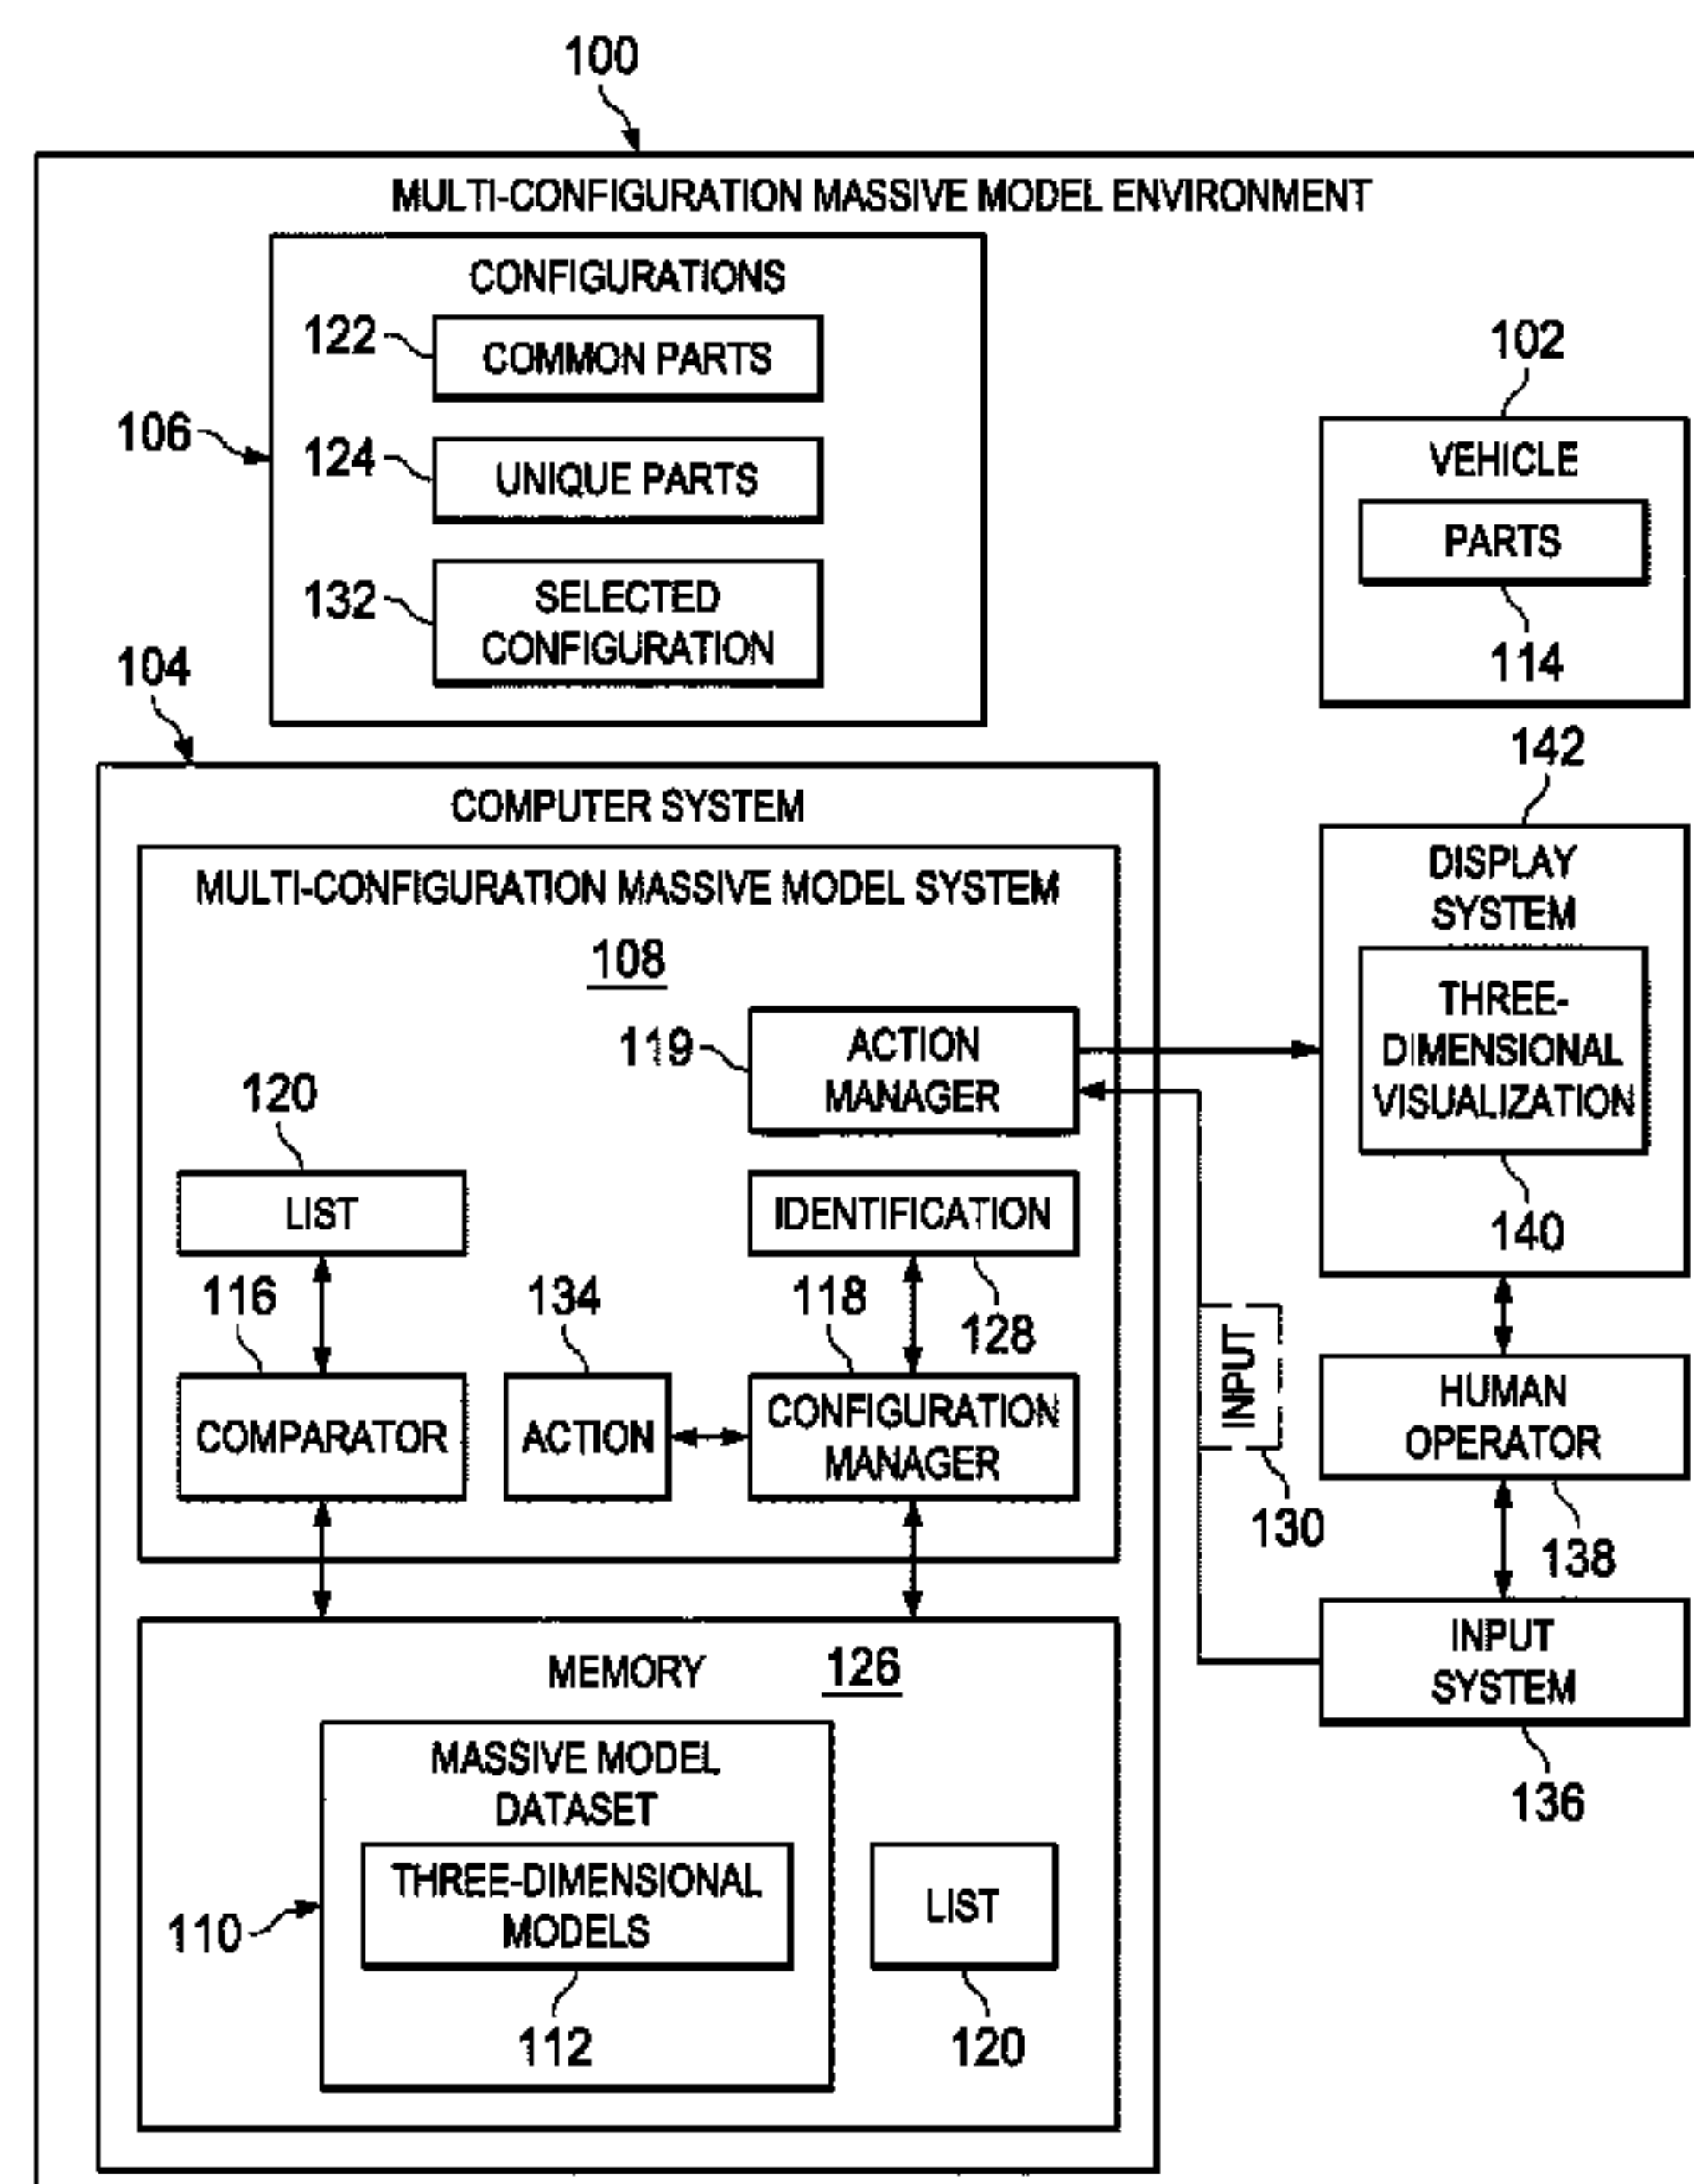 100
MULTI-CONFIGURATION MASSIVE MODEL ENVIRONMENT
CONFIGURATIONS
122
COMMON PARTS
106
124
UNIQUE PARTS
132
SELECTED
CONFIGURATION
102
VEHICLE
PARTS
114
104
COMPUTER SYSTEM
MULTI-CONFIGURATION MASSIVE MODEL SYSTEM
108
119
ACTION
MANAGER
120
LIST
IDENTIFICATION
128
116
134
118
COMPARATOR
ACTION
CONFIGURATION
MANAGER
142
DISPLAY
SYSTEM
THREE-
DIMENSIONAL
VISUALIZATION
140
INPUT
130
HUMAN
OPERATOR
138
INPUT
SYSTEM
136
MEMORY
126
MASSIVE MODEL
DATASET
THREE-DIMENSIONAL
MODELS
110
112
LIST
120